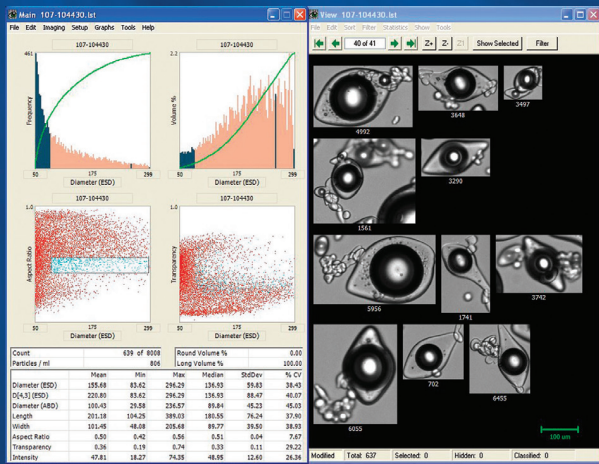 Main 107-104430.lst
File Edit Imaging Setup Graphs Tools Help
107-104430
461
Frequency
50 175 299
Diameter (ESD)
107-104430
2.2
Volume %
50 175 299
Diameter (ESD)
107-104430
1.0
Aspect Ratio
50 175 299
Diameter (ESD)
107-104430
1.0
Transparency
50 175 299
Diameter (ESD)
Count 639 of 8008
Particles / ml 806
Round Volume % 0.00
Long Volume % 100.00
Mean Min Max Median StdDev % CV
Diameter (ESD) 155.68 83.62 296.29 136.93 59.83 38.43
D[4,3] (ESD) 220.80 83.62 296.29 136.93 88.47 40.07
Diameter (ABD) 100.43 29.58 236.57 89.84 45.23 45.03
Length 201.18 104.25 389.03 180.55 76.24 37.90
Width 101.45 48.08 205.68 89.77 39.50 38.93
Aspect Ratio 0.50 0.42 0.56 0.51 0.04 7.67
Transparency 0.36 0.19 0.74 0.33 0.11 29.22
Intensity 47.81 18.27 74.35 48.95 12.60 26.36
View 107-104430.lst
File Edit Sort Filter Statistics Show Tools
40 of 41 Z+ Z- Z1 Show Selected Filter
4992
3648
3497
1561
3290
5956
1741
3742
6055
702
6455
100 um
Modified Total: 637 Selected: 0 Hidden: 0 Classified: 0